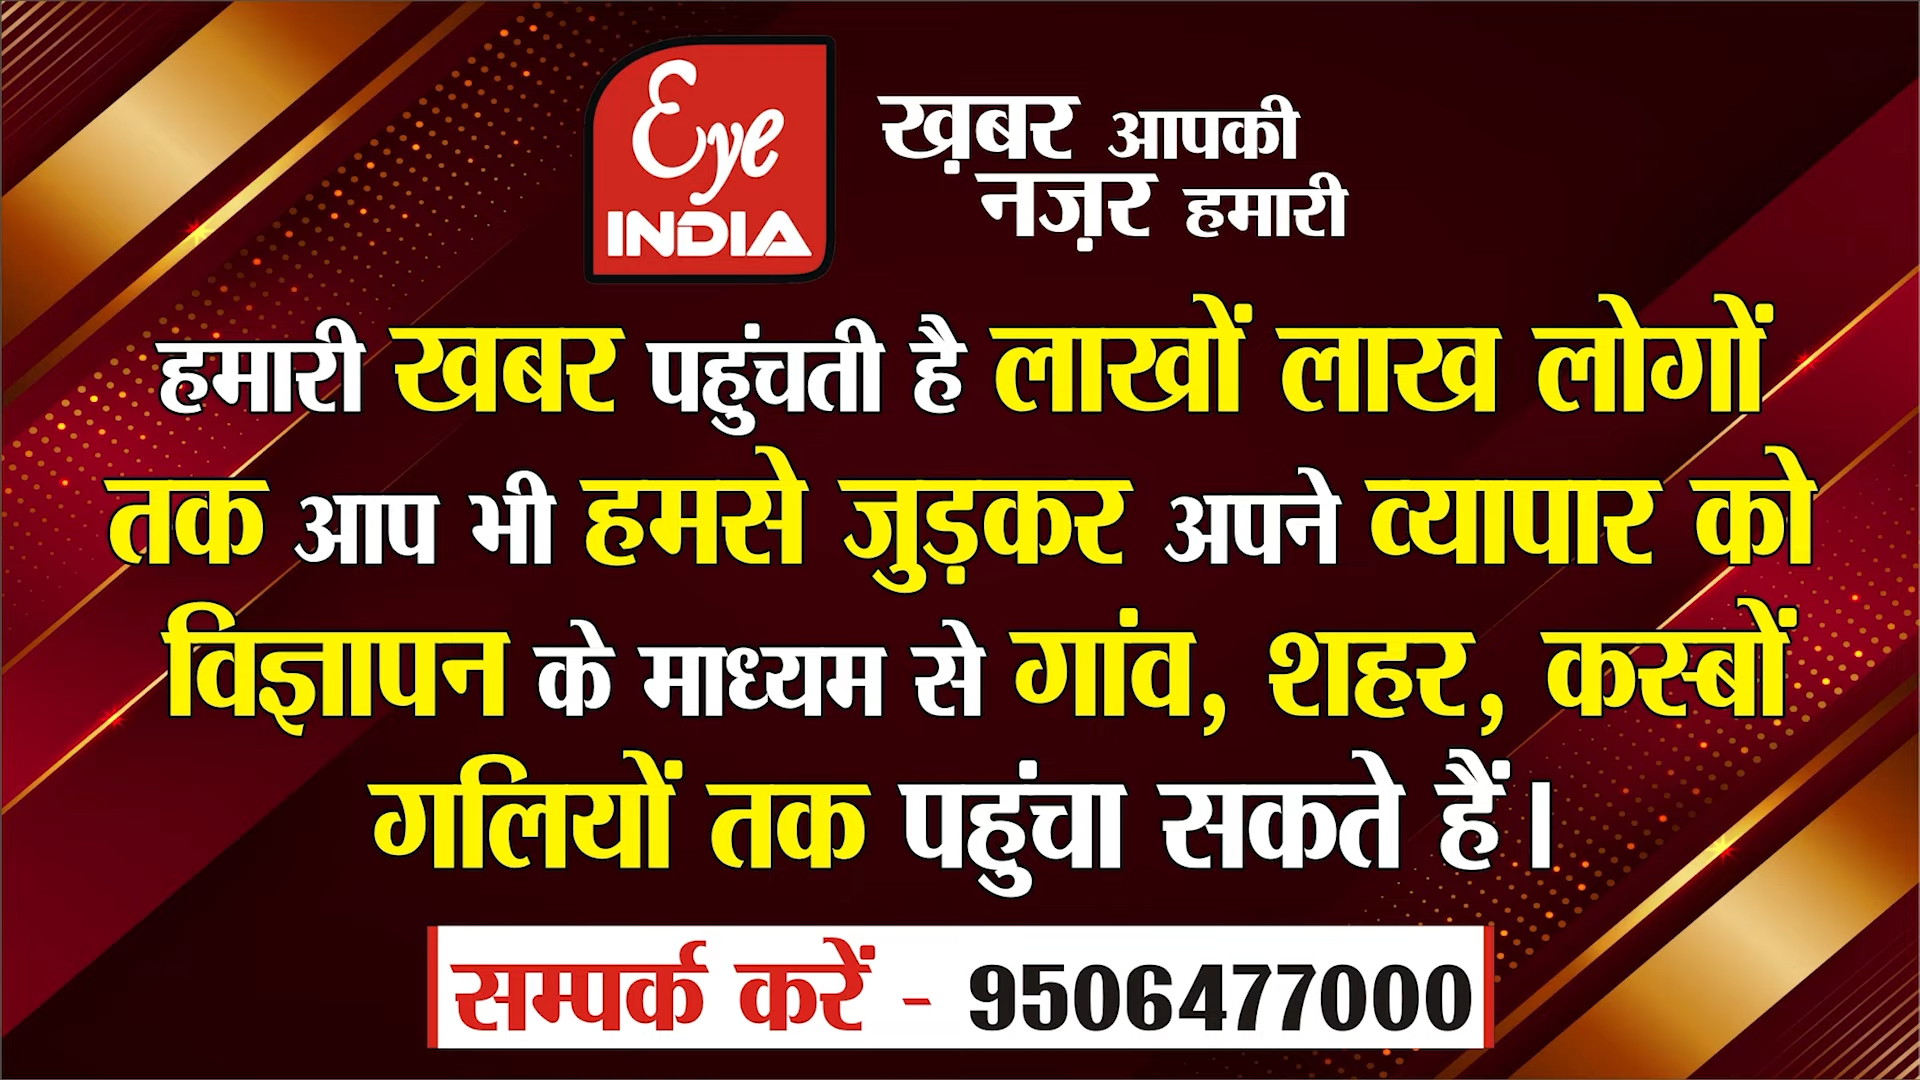 Eye
INDIA
ख़बर आपकी
नज़र हमारी
हमारी खबर पहुंचती है लाखों लाख लोगों
तक आप भी हमसे जुड़कर अपने व्यापार को
विज्ञापन के माध्यम से गांव, शहर, कस्बों
गलियों तक पहुंचा सकते हैं।
सम्पर्क करें - 9506477000